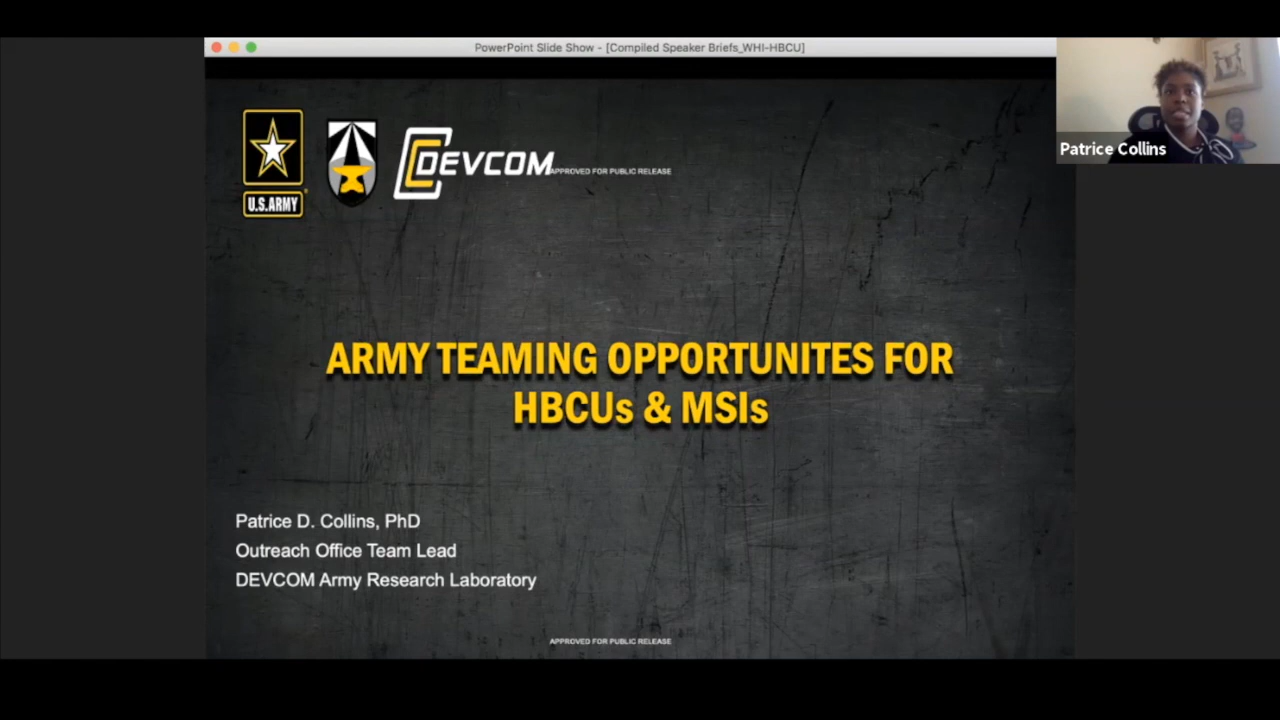 PowerPoint Slide Show - [Compiled Speaker Briefs_WHI-HBCU]
Patrice Collins
U.S.ARMY
DEVCOM
APPROVED FOR PUBLIC RELEASE
ARMY TEAMING OPPORTUNITES FOR
HBCUs & MSIs
Patrice D. Collins, PhD
Outreach Office Team Lead
DEVCOM Army Research Laboratory
APPROVED FOR PUBLIC RELEASE